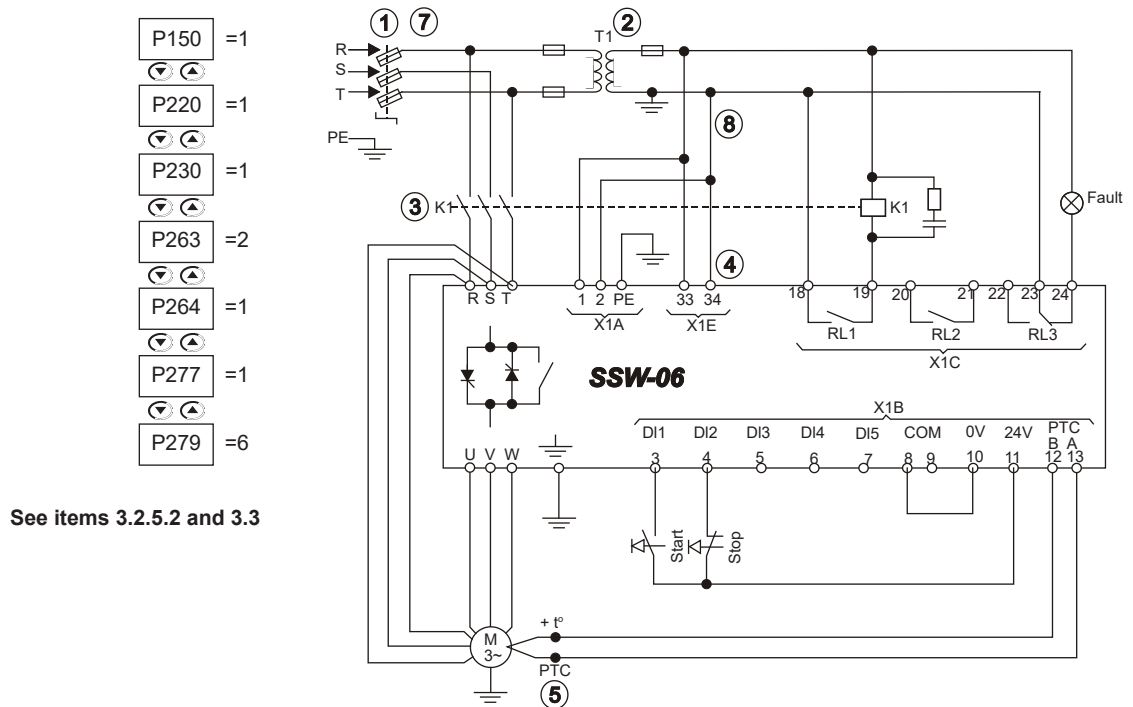 P150 =1
P220 =1
P230 =1
P263 =2
P264 =1
P277 =1
P279 =6
See items 3.2.5.2 and 3.3
1 7 2
T1
R
S
T
8
PE
3 K1 K1 Fault
4
R S T 1 2 PE 33 34 18 19 20 21 22 23 24
X1A X1E RL1 RL2 RL3
X1C
SSW-06
X1B
DI1 DI2 DI3 DI4 DI5 COM 0V 24V PTC
B A
U V W 3 4 5 6 7 8 9 10 11 12 13
Start Stop
+ tº
M
3~
PTC
5